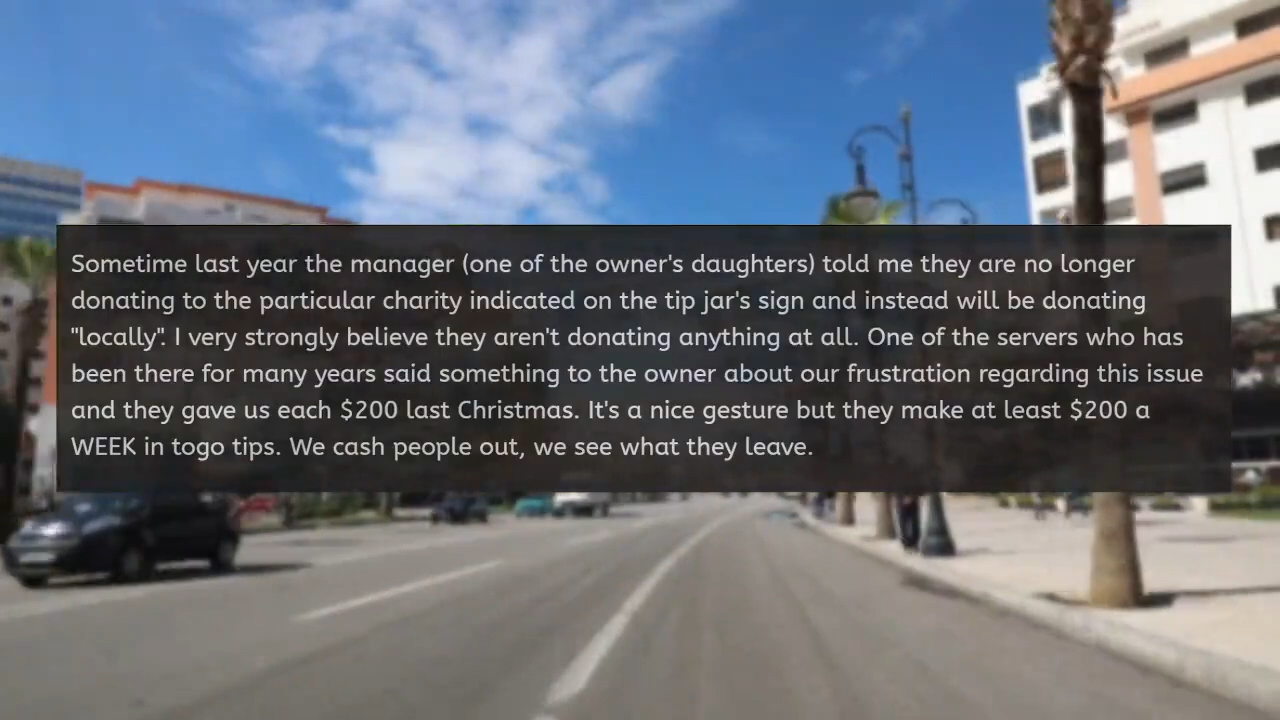 Sometime last year the manager (one of the owner's daughters) told me they are no longer
donating to the particular charity indicated on the tip jar's sign and instead will be donating
"locally". I very strongly believe they aren't donating anything at all. One of the servers who has
been there for many years said something to the owner about our frustration regarding this issue
and they gave us each $200 last Christmas. It's a nice gesture but they make at least $200 a
WEEK in togo tips. We cash people out, we see what they leave.